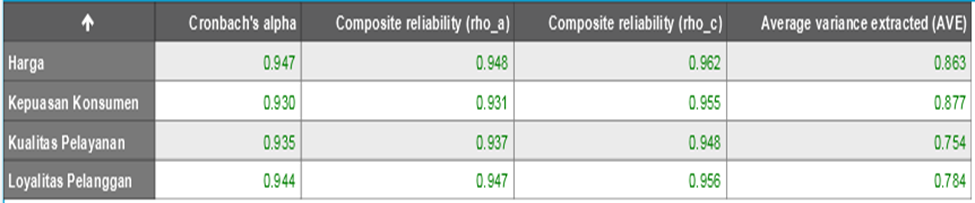 Cronbach's alpha Composite reliability (rho_a) Composite reliability (rho_c) Average variance extracted (AVE)
Harga 0.947 0.948 0.962 0.863
Kepuasan Konsumen 0.930 0.931 0.955 0.877
Kualitas Pelayanan 0.935 0.937 0.948 0.754
Loyalitas Pelanggan 0.944 0.947 0.956 0.784